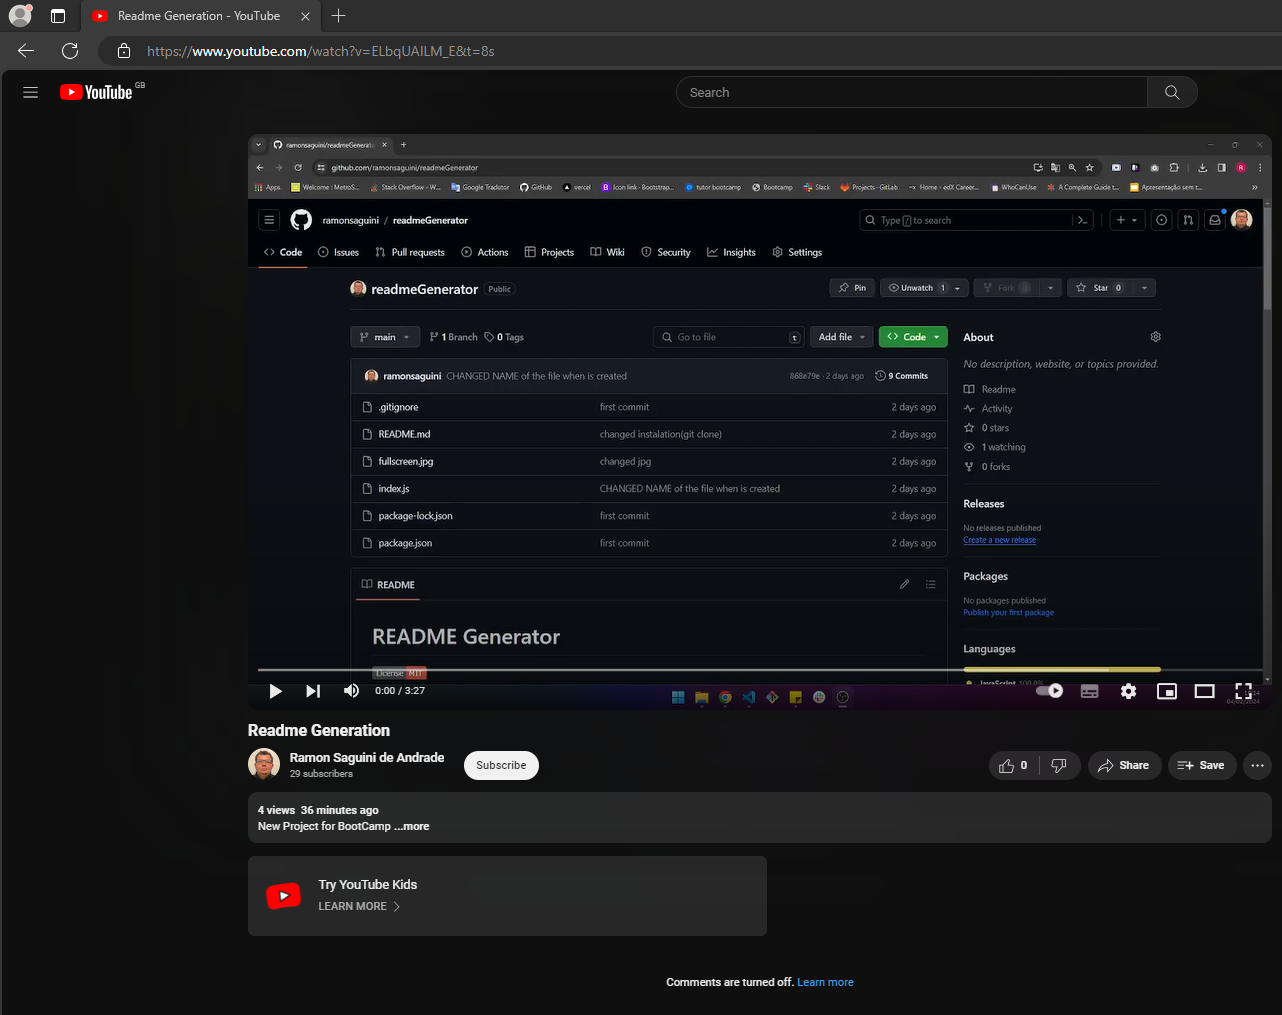 Readme Generation - YouTube
https://www.youtube.com/watch?v=ELbqUAILM_E&t=8s
YouTube GB
Search
ramonsaguini/readmeGenerato
github.com/ramonsaguini/readmeGenerator
Apps Welcome : MetroS... Stack Overflow - W... Google Tradutor GitHub vercel Icon link · Bootstrap... tutor bootcamp Bootcamp Slack Projects · GitLab Home - edX Career... WhoCanUse A Complete Guide t... Apresentação sem t... »
ramonsaguini / readmeGenerator
Type / to search
Code Issues Pull requests Actions Projects Wiki Security Insights Settings
readmeGenerator Public
Pin Unwatch 1 Fork 0 Star 0
main 1 Branch 0 Tags Go to file t Add file <> Code
About
No description, website, or topics provided.
ramonsaguini CHANGED NAME of the file when is created 868e79e · 2 days ago 9 Commits
Readme
.gitignore first commit 2 days ago
Activity
README.md changed instalation(git clone) 2 days ago
0 stars
fullscreen.jpg changed jpg 2 days ago
1 watching
0 forks
index.js CHANGED NAME of the file when is created 2 days ago
Releases
package-lock.json first commit 2 days ago
No releases published
Create a new release
package.json first commit 2 days ago
Packages
README
No packages published
Publish your first package
README Generator
Languages
License MIT
JavaScript 100.0%
0:00 / 3:27
04/02/2024
Readme Generation
Ramon Saguini de Andrade
29 subscribers
Subscribe
0 Share Save ...
4 views 36 minutes ago
New Project for BootCamp ...more
Try YouTube Kids
LEARN MORE
Comments are turned off. Learn more